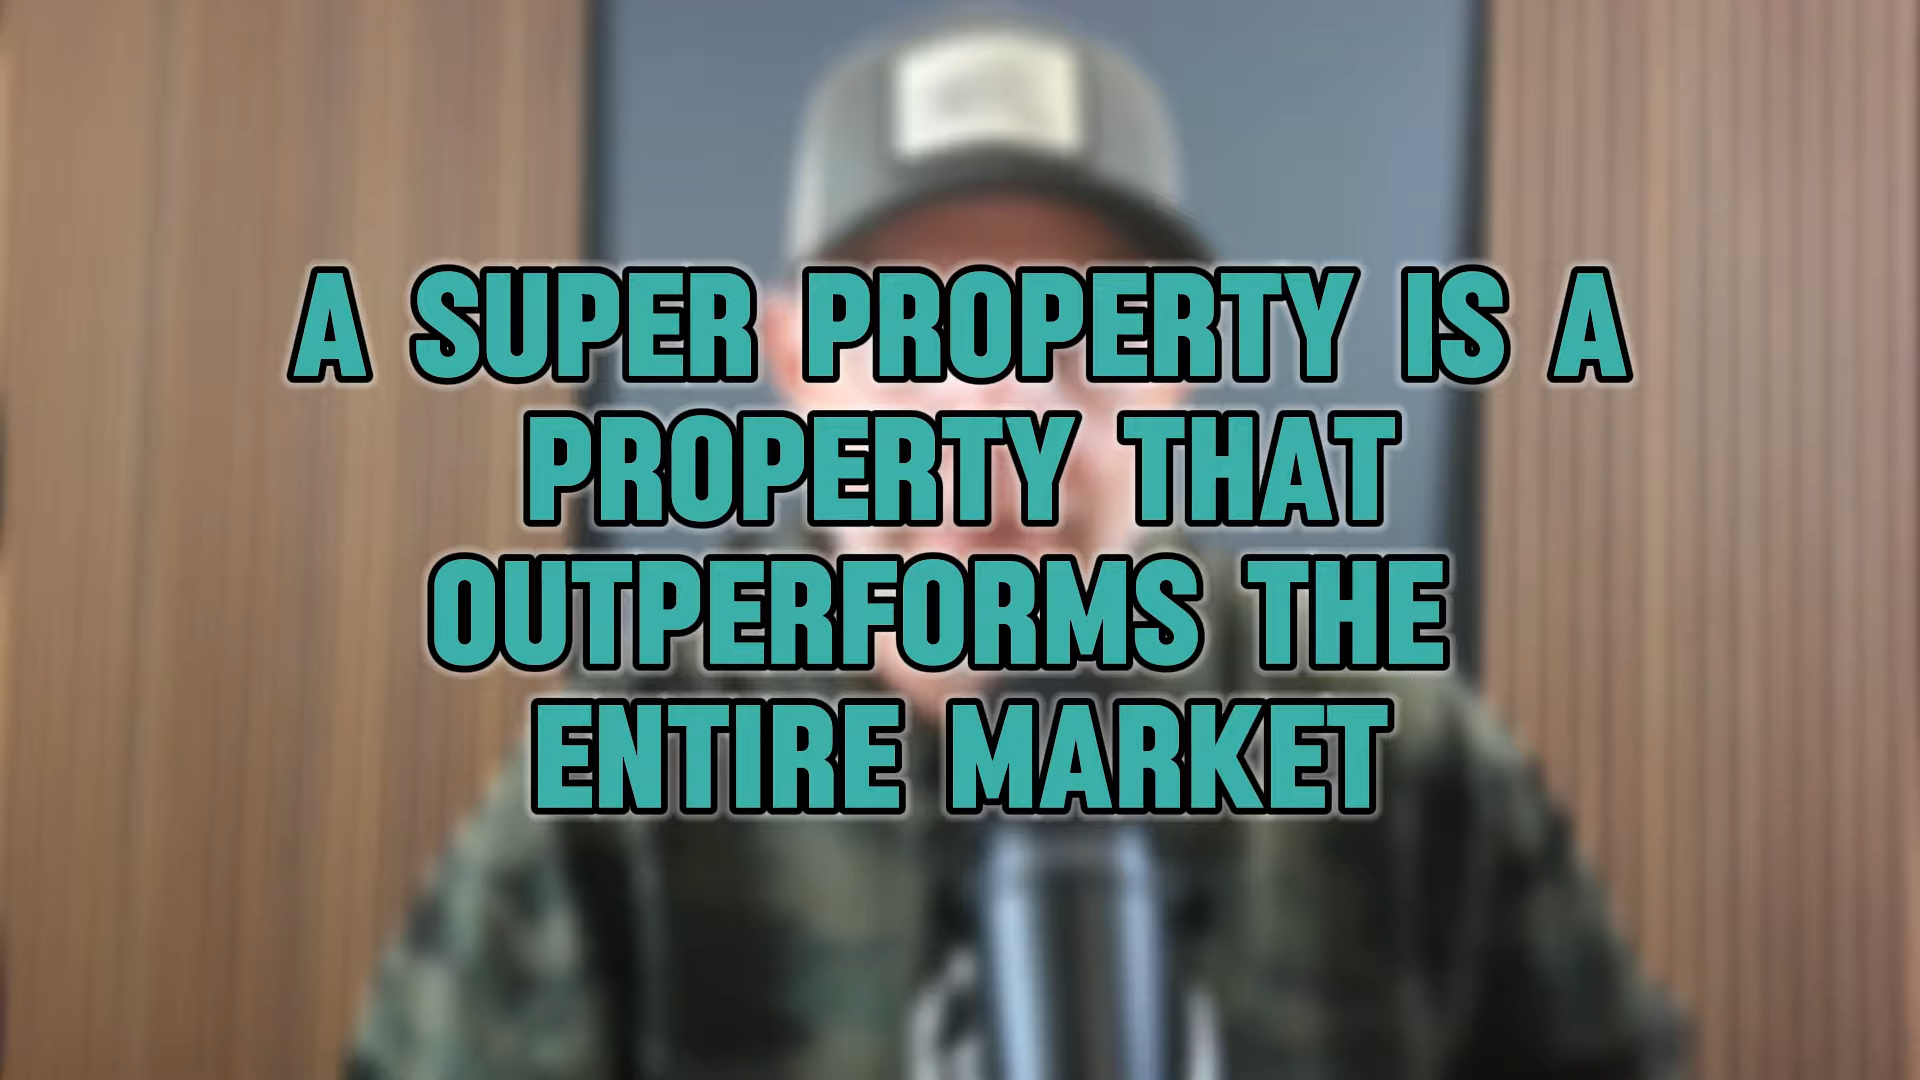 A SUPER PROPERTY IS A
PROPERTY THAT
OUTPERFORMS THE
ENTIRE MARKET